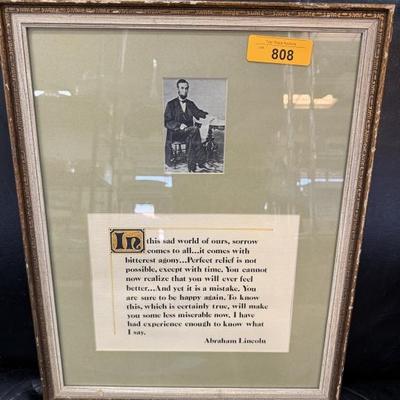 808
In this sad world of ours, sorrow
comes to all...it comes with
bitterest agony...Perfect relief is not
possible, except with time. You cannot
now realize that you will ever feel
better...And yet it is a mistake. You
are sure to be happy again. To know
this, which is certainly true, will make
you some less miserable now. I have
had experience enough to know what
I say.
Abraham Lincoln